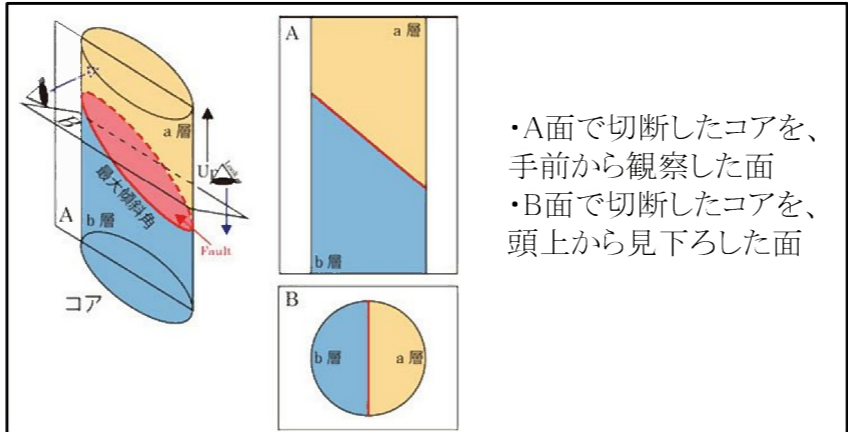 B
a 層
Up
Look
最大傾斜角
A
b 層
Fault
コア
A
a 層
b 層
B
b 層
a 層
・A面で切断したコアを、
手前から観察した面
・B面で切断したコアを、
頭上から見下ろした面